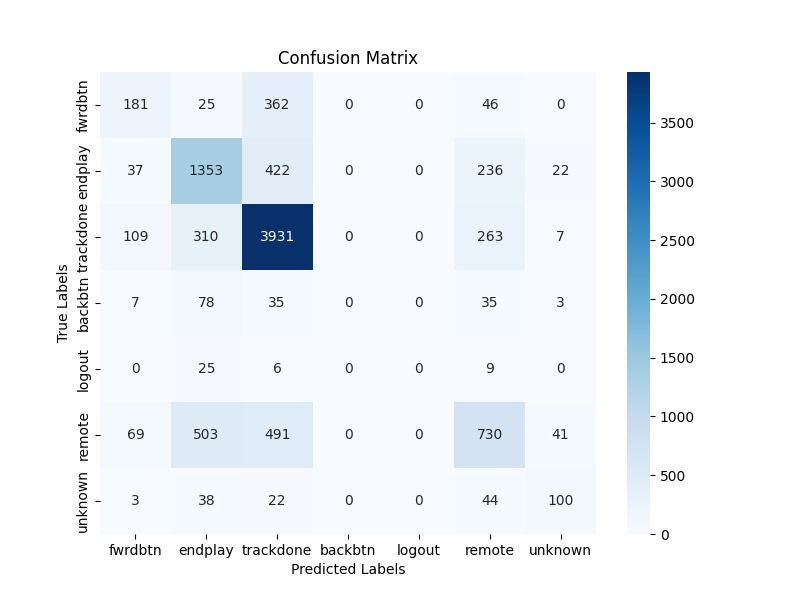 Confusion Matrix
True Labels
fwrdbtn 181 25 362 0 0 46 0
endplay 37 1353 422 0 0 236 22
trackdone 109 310 3931 0 0 263 7
backbtn 7 78 35 0 0 35 3
logout 0 25 6 0 0 9 0
remote 69 503 491 0 0 730 41
unknown 3 38 22 0 0 44 100
fwrdbtn endplay trackdone backbtn logout remote unknown
Predicted Labels
3500
3000
2500
2000
1500
1000
500
0